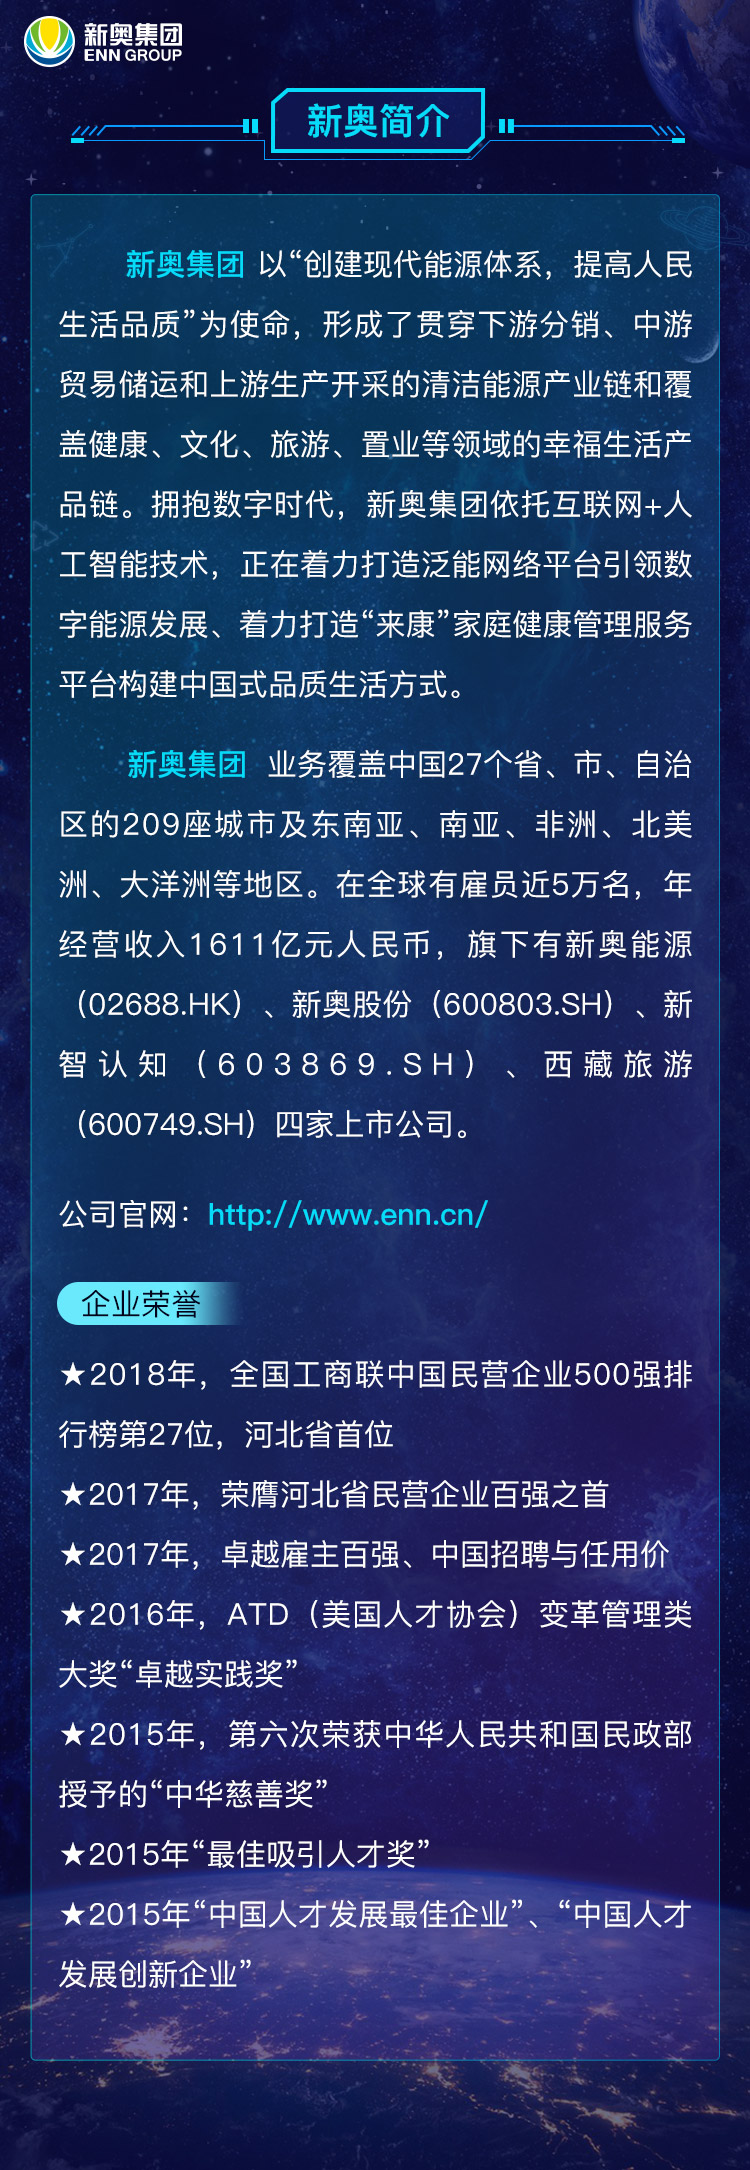 新奥集团
ENN GROUP
新奥简介
新奥集团 以“创建现代能源体系，提高人民
生活品质”为使命，形成了贯穿下游分销、中游
贸易储运和上游生产开采的清洁能源产业链和覆
盖健康、文化、旅游、置业等领域的幸福生活产
品链。拥抱数字时代，新奥集团依托互联网+人
工智能技术，正在着力打造泛能网络平台引领数
字能源发展、着力打造“来康”家庭健康管理服务
平台构建中国式品质生活方式。
新奥集团 业务覆盖中国27个省、市、自治
区的209座城市及东南亚、南亚、非洲、北美
洲、大洋洲等地区。在全球有雇员近5万名，年
经营收入1611亿元人民币，旗下有新奥能源
（02688.HK）、新奥股份（600803.SH）、新
智认知（603869.SH）、西藏旅游
（600749.SH）四家上市公司。
公司官网：http://www.enn.cn/
企业荣誉
★2018年，全国工商联中国民营企业500强排
行榜第27位，河北省首位
★2017年，荣膺河北省民营企业百强之首
★2017年，卓越雇主百强、中国招聘与任用价
★2016年，ATD（美国人才协会）变革管理类
大奖“卓越实践奖”
★2015年，第六次荣获中华人民共和国民政部
授予的“中华慈善奖”
★2015年“最佳吸引人才奖”
★2015年“中国人才发展最佳企业”、“中国人才
发展创新企业”